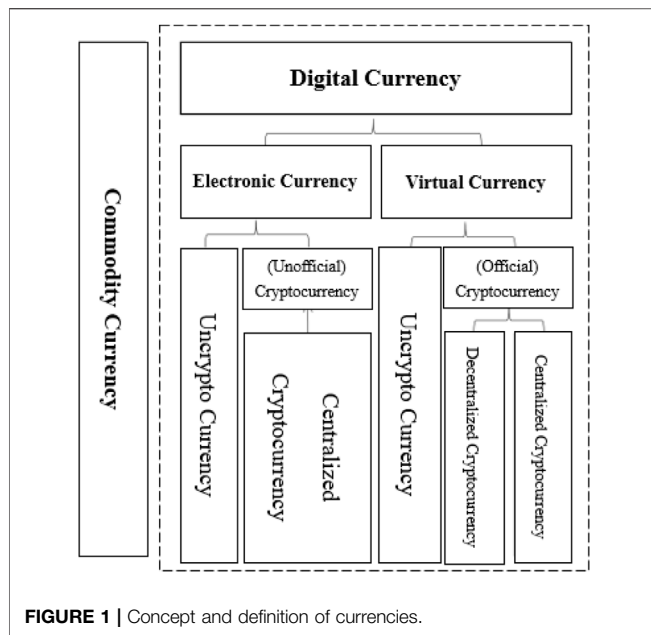 Commodity Currency
Digital Currency
Electronic Currency
Virtual Currency
Uncrypto Currency
(Unofficial)
Cryptocurrency
Centralized
Cryptocurrency
Uncrypto Currency
(Official)
Cryptocurrency
Decentralized Cryptocurrency
Centralized Cryptocurrency
FIGURE 1 | Concept and definition of currencies.